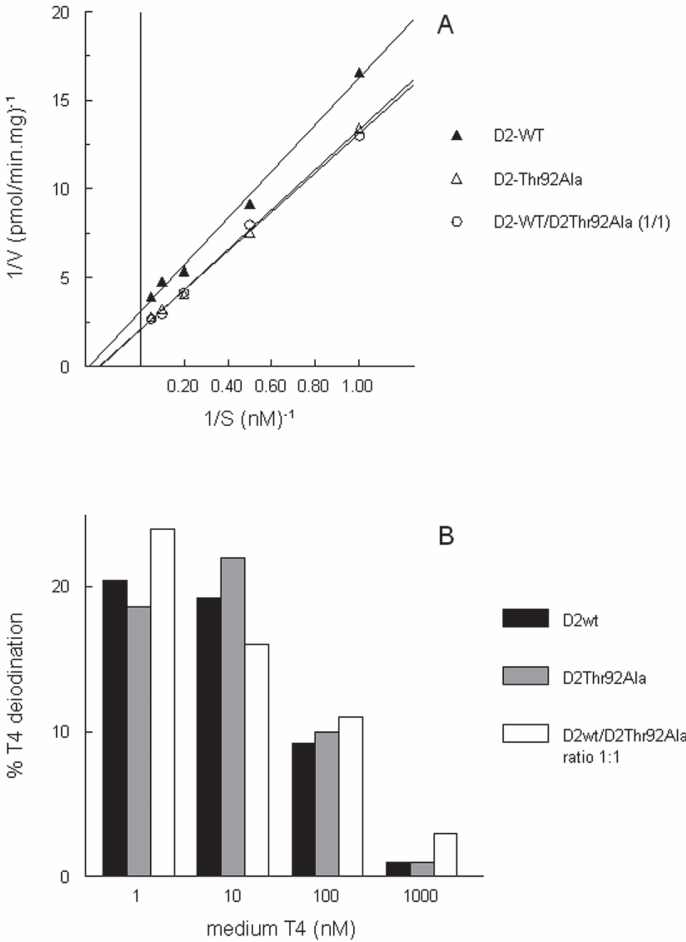 A
20
15
10
5
0
1/V (pmol/min.mg)-1
0.20 0.40 0.60 0.80 1.00
1/S (nM)-1
D2-WT
D2-Thr92Ala
D2-WT/D2Thr92Ala (1/1)
B
20
10
0
% T4 deiodination
1 10 100 1000
medium T4 (nM)
D2wt
D2Thr92Ala
D2wt/D2Thr92Ala
ratio 1:1